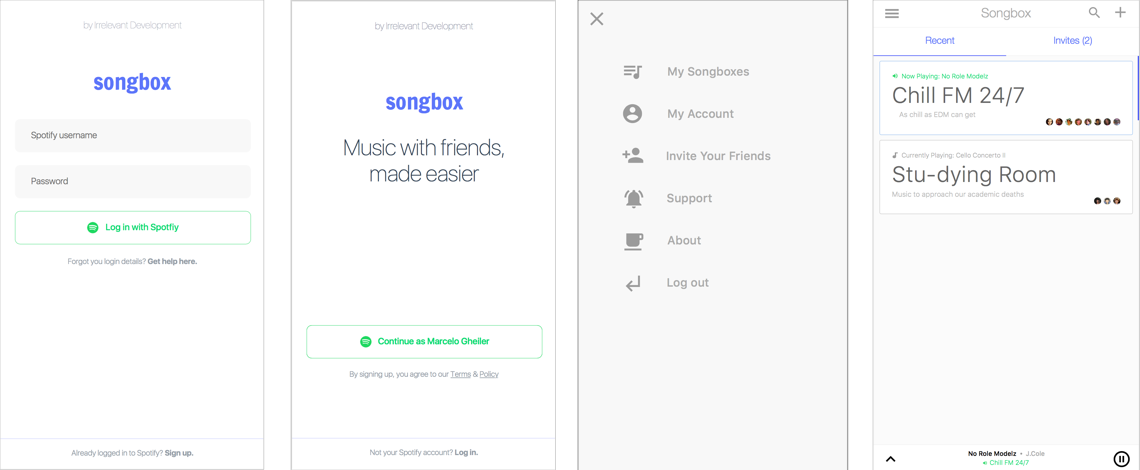 by Irrelevant Development
songbox
Spotify username
Password
Log in with Spotfiy
Forgot you login details? Get help here.
Already logged in to Spotify? Sign up.
by Irrelevant Development
songbox
Music with friends,
made easier
Continue as Marcelo Gheiler
By signing up, you agree to our Terms & Policy
Not your Spotify account? Log in.
My Songboxes
My Account
Invite Your Friends
Support
About
Log out
Songbox
Recent
Invites (2)
Now Playing: No Role Modelz
Chill FM 24/7
As chill as EDM can get
Currently Playing: Cello Concerto II
Stu-dying Room
Music to approach our academic deaths
No Role Modelz • J.Cole
Chill FM 24/7